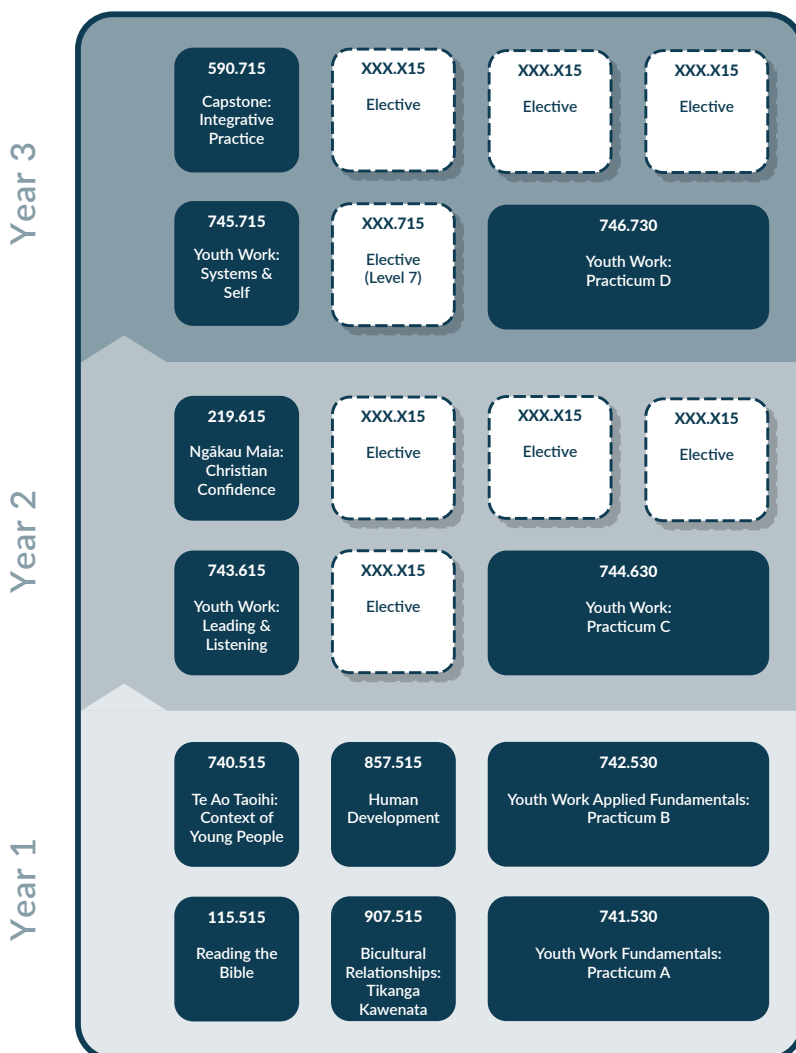 Year 3
590.715
Capstone:
Integrative
Practice
XXX.X15
Elective
XXX.X15
Elective
XXX.X15
Elective
745.715
Youth Work:
Systems &
Self
XXX.715
Elective
(Level 7)
746.730
Youth Work:
Practicum D
Year 2
219.615
Ngākau Maia:
Christian
Confidence
XXX.X15
Elective
XXX.X15
Elective
XXX.X15
Elective
743.615
Youth Work:
Leading &
Listening
XXX.X15
Elective
744.630
Youth Work:
Practicum C
Year 1
740.515
Te Ao Taoihi:
Context of
Young People
857.515
Human
Development
742.530
Youth Work Applied Fundamentals:
Practicum B
115.515
Reading the
Bible
907.515
Bicultural
Relationships:
Tikanga
Kawenata
741.530
Youth Work Fundamentals:
Practicum A